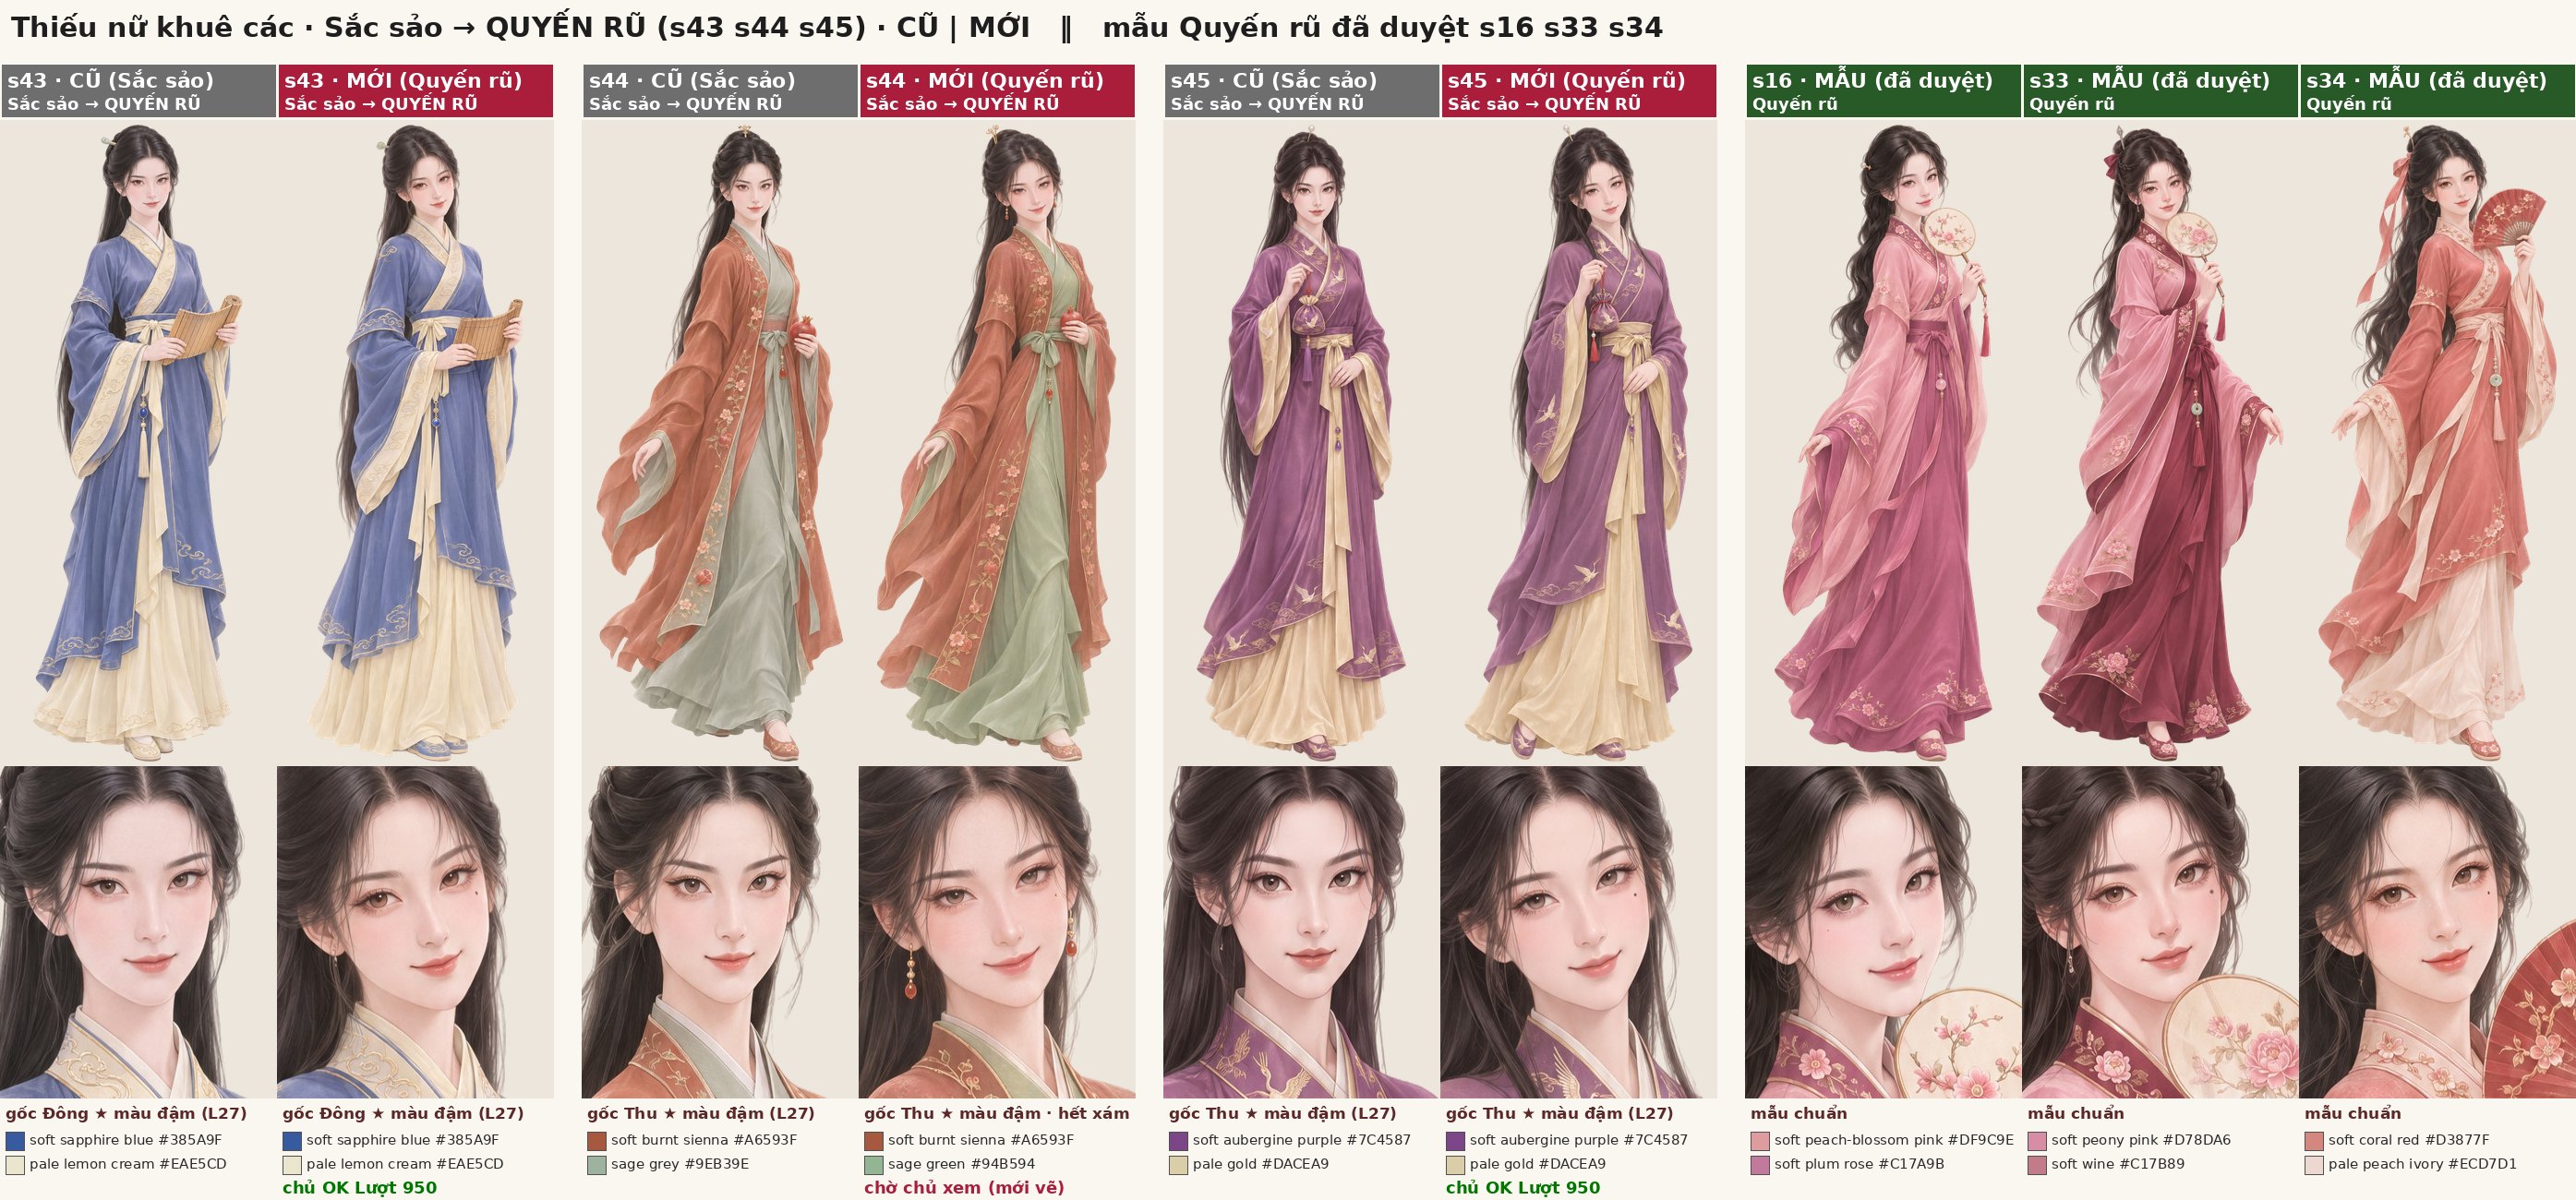 Thiếu nữ khuê các · Sắc sảo → QUYẾN RŨ (s43 s44 s45) · CŨ | MỚI ‖ mẫu Quyến rũ đã duyệt s16 s33 s34
s43 · CŨ (Sắc sảo)
Sắc sảo → QUYẾN RŨ
s43 · MỚI (Quyến rũ)
Sắc sảo → QUYẾN RŨ
s44 · CŨ (Sắc sảo)
Sắc sảo → QUYẾN RŨ
s44 · MỚI (Quyến rũ)
Sắc sảo → QUYẾN RŨ
s45 · CŨ (Sắc sảo)
Sắc sảo → QUYẾN RŨ
s45 · MỚI (Quyến rũ)
Sắc sảo → QUYẾN RŨ
s16 · MẪU (đã duyệt)
Quyến rũ
s33 · MẪU (đã duyệt)
Quyến rũ
s34 · MẪU (đã duyệt)
Quyến rũ
gốc Đông ★ màu đậm (L27)
soft sapphire blue #385A9F
pale lemon cream #EAE5CD
gốc Đông ★ màu đậm (L27)
soft sapphire blue #385A9F
pale lemon cream #EAE5CD
chủ OK Lượt 950
gốc Thu ★ màu đậm (L27)
soft burnt sienna #A6593F
sage grey #9EB39E
gốc Thu ★ màu đậm · hết xám
soft burnt sienna #A6593F
sage green #94B594
chờ chủ xem (mới vẽ)
gốc Thu ★ màu đậm (L27)
soft aubergine purple #7C4587
pale gold #DACEA9
gốc Thu ★ màu đậm (L27)
soft aubergine purple #7C4587
pale gold #DACEA9
chủ OK Lượt 950
mẫu chuẩn
soft peach-blossom pink #DF9C9E
soft plum rose #C17A9B
mẫu chuẩn
soft peony pink #D78DA6
soft wine #C17B89
mẫu chuẩn
soft coral red #D3877F
pale peach ivory #ECD7D1